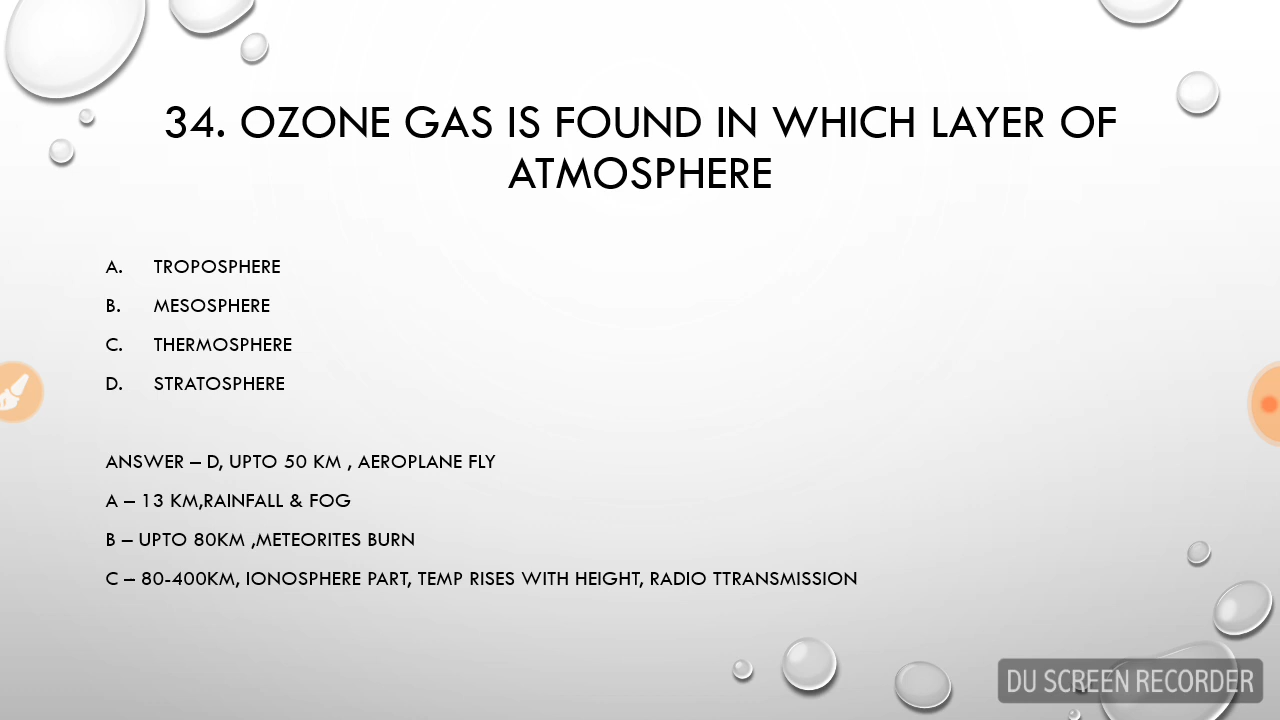 34. OZONE GAS IS FOUND IN WHICH LAYER OF
ATMOSPHERE
A. TROPOSPHERE
B. MESOSPHERE
C. THERMOSPHERE
D. STRATOSPHERE
ANSWER – D, UPTO 50 KM , AEROPLANE FLY
A – 13 KM,RAINFALL & FOG
B – UPTO 80KM ,METEORITES BURN
C – 80-400KM, IONOSPHERE PART, TEMP RISES WITH HEIGHT, RADIO TTRANSMISSION
DU SCREEN RECORDER